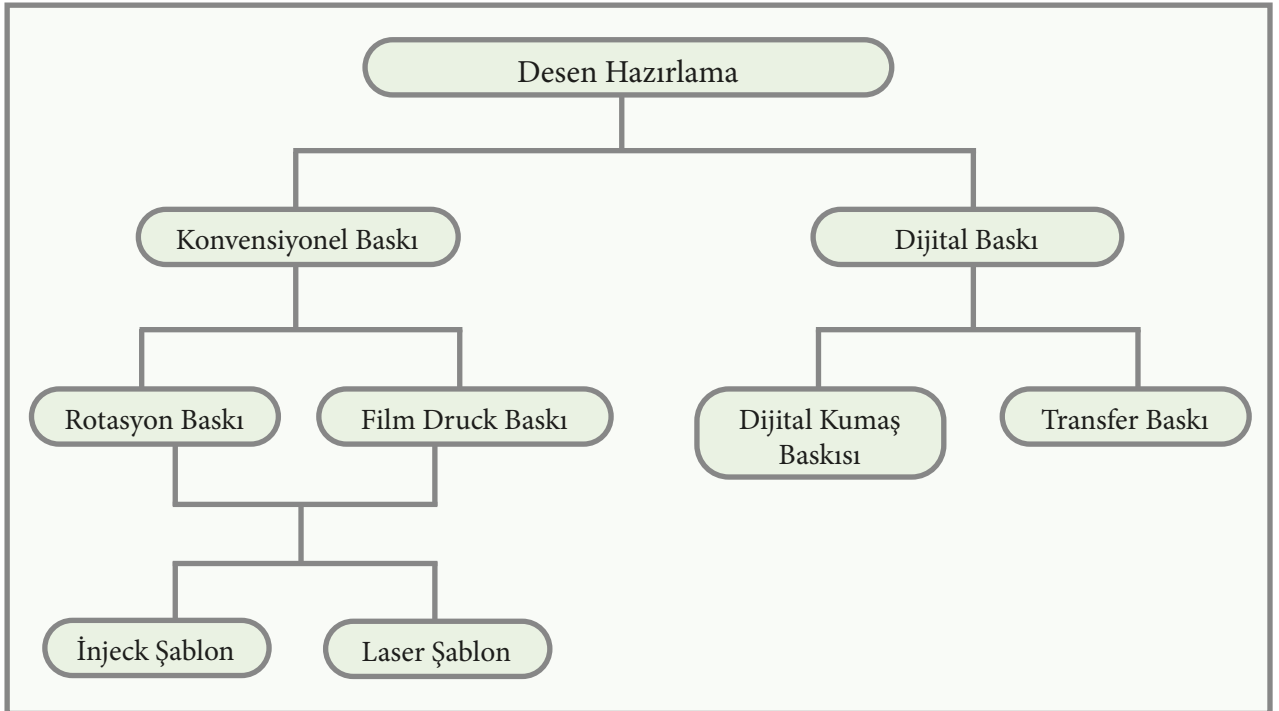 Desen Hazırlama
Konvensiyonel Baskı
Dijital Baskı
Rotasyon Baskı
Film Druck Baskı
Dijital Kumaş
Baskısı
Transfer Baskı
İnjeck Şablon
Laser Şablon